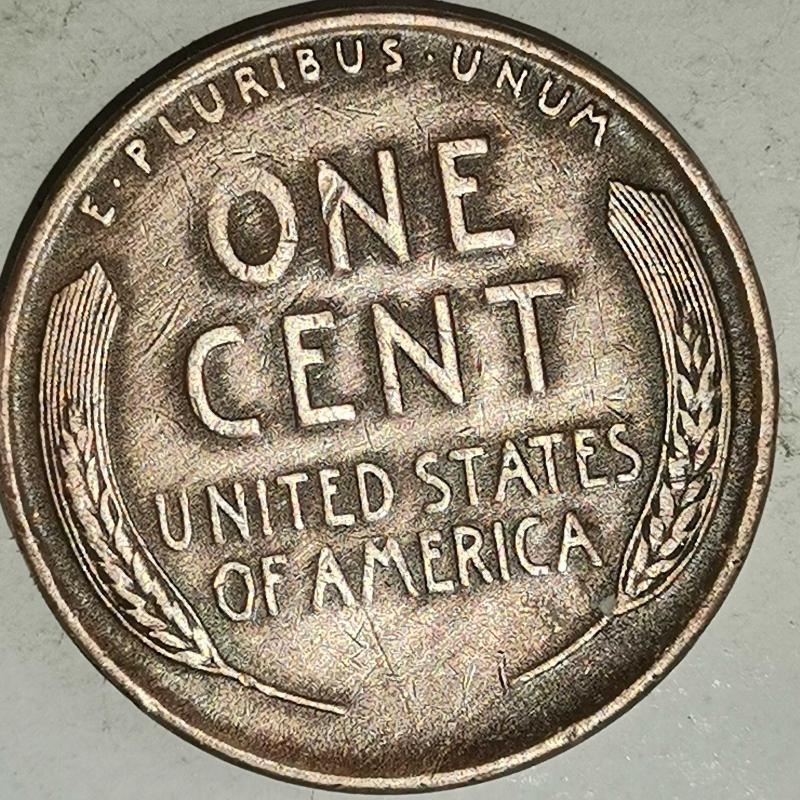 E · PLURIBUS · UNUM
ONE
CENT
UNITED STATES
OF AMERICA